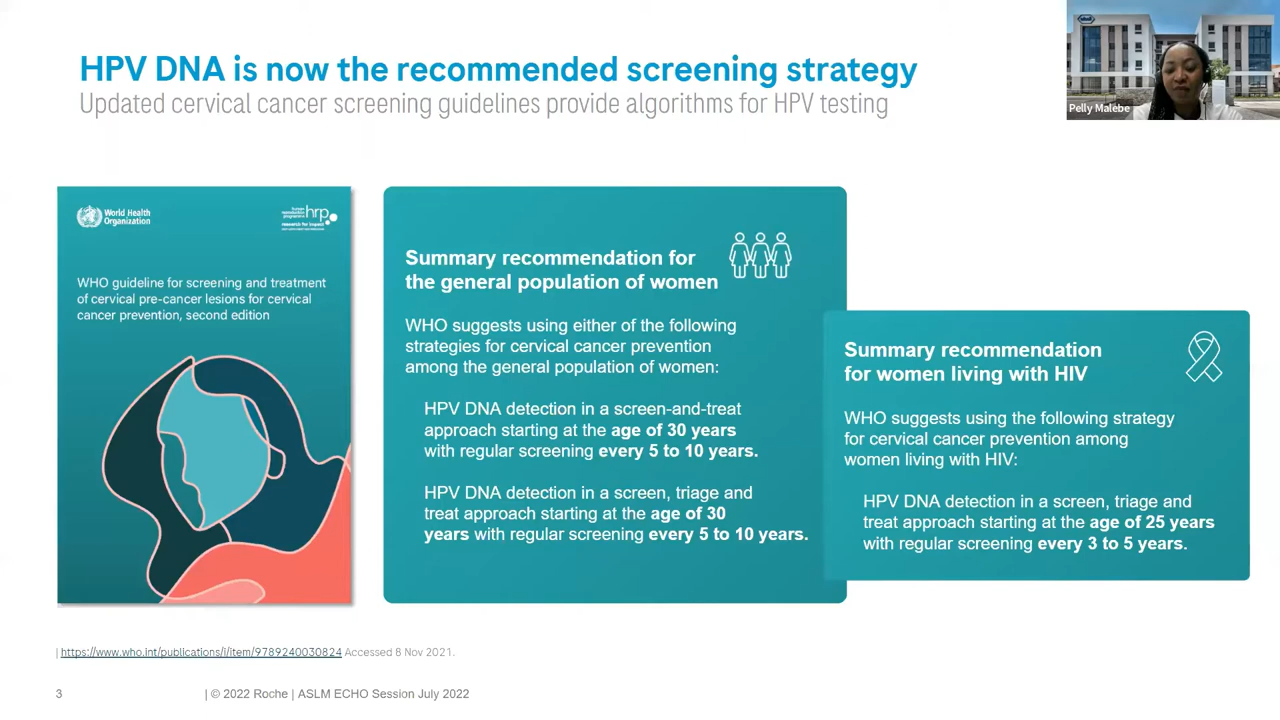 HPV DNA is now the recommended screening strategy
Updated cervical cancer screening guidelines provide algorithms for HPV testing
Pelly Malebe
World Health
Organization
hrp
research for impact
WHO guideline for screening and treatment
of cervical pre-cancer lesions for cervical
cancer prevention, second edition
Summary recommendation for
the general population of women
WHO suggests using either of the following
strategies for cervical cancer prevention
among the general population of women:
HPV DNA detection in a screen-and-treat
approach starting at the age of 30 years
with regular screening every 5 to 10 years.
HPV DNA detection in a screen, triage and
treat approach starting at the age of 30
years with regular screening every 5 to 10 years.
Summary recommendation
for women living with HIV
WHO suggests using the following strategy
for cervical cancer prevention among
women living with HIV:
HPV DNA detection in a screen, triage and
treat approach starting at the age of 25 years
with regular screening every 3 to 5 years.
| https://www.who.int/publications/i/item/9789240030824 Accessed 8 Nov 2021.
3 | © 2022 Roche | ASLM ECHO Session July 2022